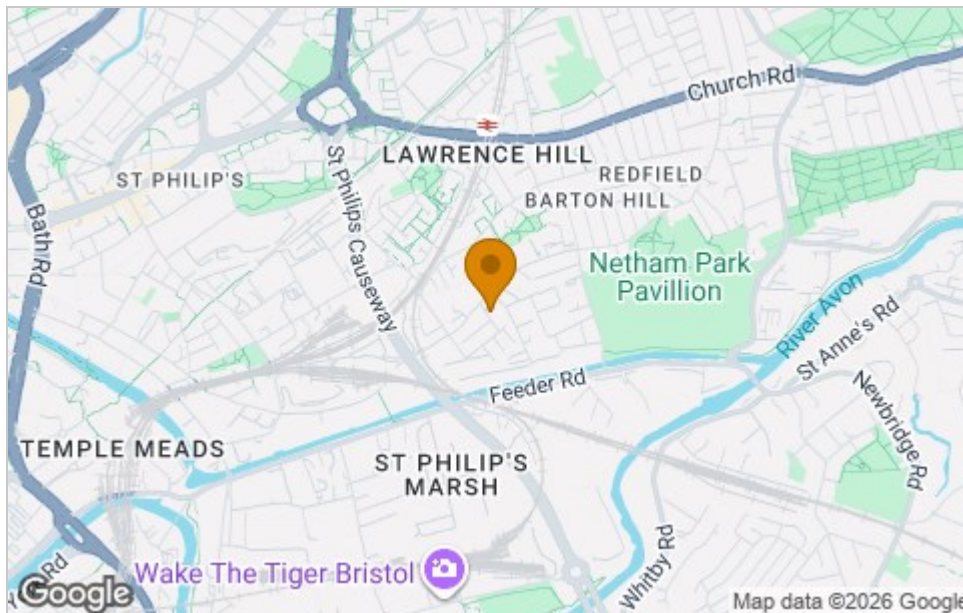 Church Rd
LAWRENCE HILL
REDFIELD
BARTON HILL
ST PHILIP'S
St Philips Causeway
Bath Rd
Netham Park
Pavillion
River Avon
St Anne's Rd
Newbridge Rd
Feeder Rd
TEMPLE MEADS
ST PHILIP'S
MARSH
Whitby Rd
Wake The Tiger Bristol
Rd
Google
Map data ©2026 Google